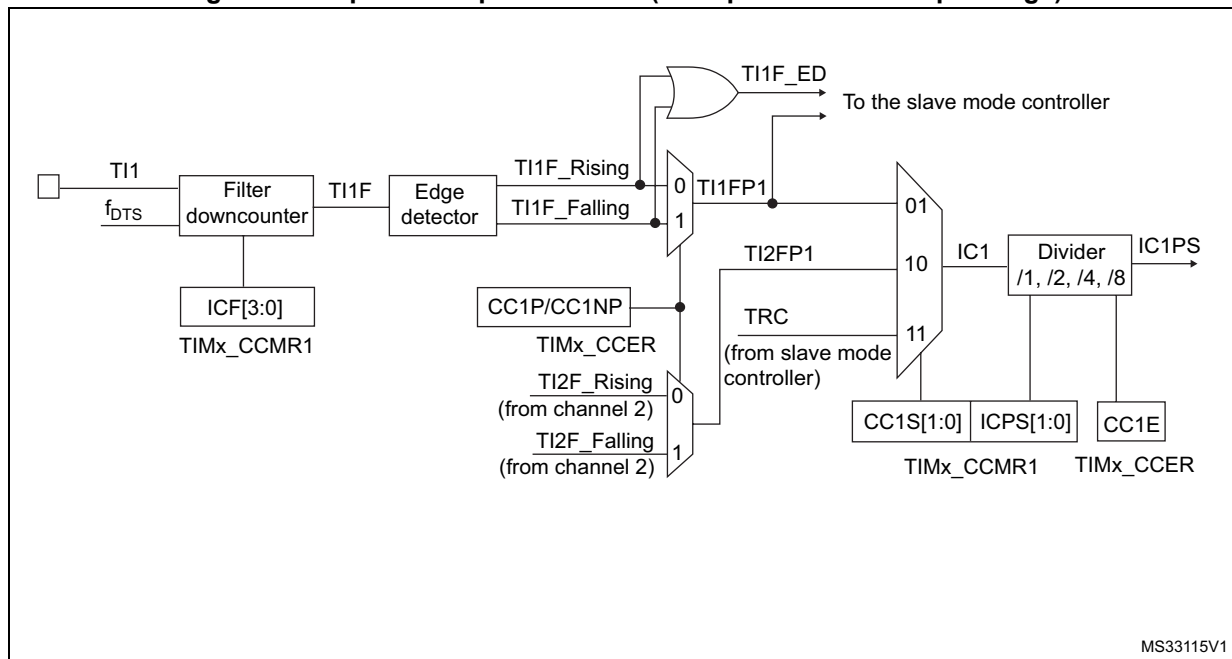 TI1F_ED
To the slave mode controller
TI1
f_DTS
Filter
downcounter
TI1F
Edge
detector
TI1F_Rising
TI1F_Falling
0
1
TI1FP1
01
10
11
TI2FP1
IC1
Divider
/1, /2, /4, /8
IC1PS
ICF[3:0]
TIMx_CCMR1
CC1P/CC1NP
TIMx_CCER
TRC
(from slave mode
controller)
TI2F_Rising
(from channel 2)
TI2F_Falling
(from channel 2)
0
1
CC1S[1:0]
ICPS[1:0]
CC1E
TIMx_CCMR1
TIMx_CCER
MS33115V1